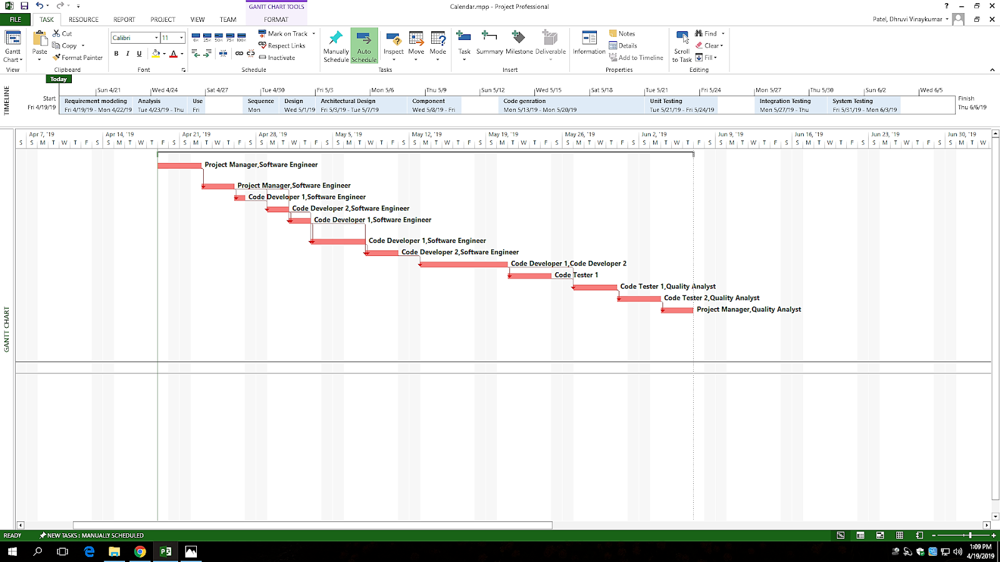 GANTT CHART TOOLS
Calendar.mpp - Project Professional
?
FILE TASK RESOURCE REPORT PROJECT VIEW TEAM FORMAT
Patel, Dhruvi Vinaykumar
Gantt Chart
View
Paste
Cut
Copy
Format Painter
Clipboard
Calibri 11
B I U A
Font
0% 25% 50% 75% 100%
Mark on Track
Respect Links
Inactivate
Schedule
Manually Schedule
Auto Schedule
Inspect
Move
Mode
Tasks
Task
Summary
Milestone
Deliverable
Insert
Information
Notes
Details
Add to Timeline
Properties
Scroll to Task
Find
Clear
Fill
Editing
TIMELINE
Today
Sun 4/21 Wed 4/24 Sat 4/27 Tue 4/30 Fri 5/3 Mon 5/6 Thu 5/9 Sun 5/12 Wed 5/15 Sat 5/18 Tue 5/21 Fri 5/24 Mon 5/27 Thu 5/30 Sun 6/2 Wed 6/5
Start
Fri 4/19/19
Requirement modeling Analysis Use Sequence Design Architectural Design Component Code genration Unit Testing Integration Testing System Testing
Fri 4/19/19 - Mon 4/22/19 Tue 4/23/19 - Thu Fri Mon Wed 5/1/19 Fri 5/3/19 - Tue 5/7/19 Wed 5/8/19 - Fri Mon 5/13/19 - Mon 5/20/19 Tue 5/21/19 - Fri 5/24/19 Mon 5/27/19 - Thu Fri 5/31/19 - Mon 6/3/19
Finish
Thu 6/6/19
Apr 7, '19 Apr 14, '19 Apr 21, '19 Apr 28, '19 May 5, '19 May 12, '19 May 19, '19 May 26, '19 Jun 2, '19 Jun 9, '19 Jun 16, '19 Jun 23, '19 Jun 30, '19
S S M T W T F S S M T W T F S S M T W T F S S M T W T F S S M T W T F S S M T W T F S S M T W T F S S M T W T F S S M T W T F S S M T W T F S S M T W T F S S M T W T F S S M T W
GANTT CHART
Project Manager,Software Engineer
Project Manager,Software Engineer
Code Developer 1,Software Engineer
Code Developer 2,Software Engineer
Code Developer 1,Software Engineer
Code Developer 1,Software Engineer
Code Developer 2,Software Engineer
Code Developer 1,Code Developer 2
Code Tester 1
Code Tester 1,Quality Analyst
Code Tester 2,Quality Analyst
Project Manager,Quality Analyst
READY NEW TASKS : MANUALLY SCHEDULED
1:09 PM
4/19/2019